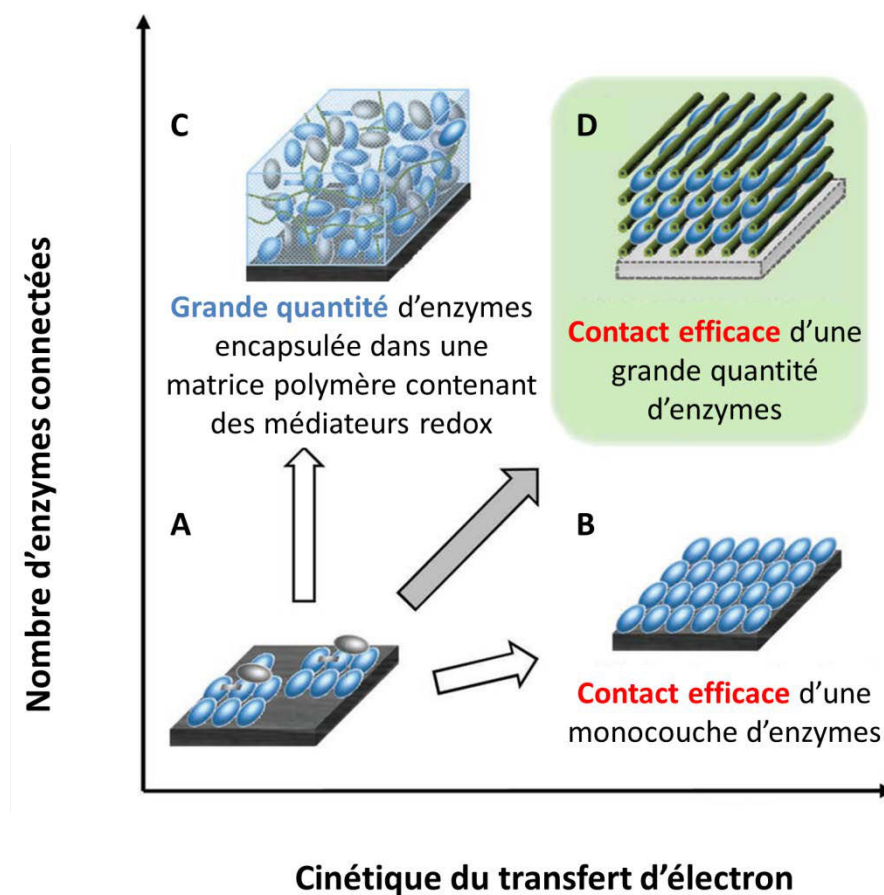 C
Grande quantité d’enzymes
encapsulée dans une
matrice polymère contenant
des médiateurs redox
D
Contact efficace d’une
grande quantité
d’enzymes
A
B
Contact efficace d’une
monocouche d’enzymes
Nombre d’enzymes connectées
Cinétique du transfert d’électron